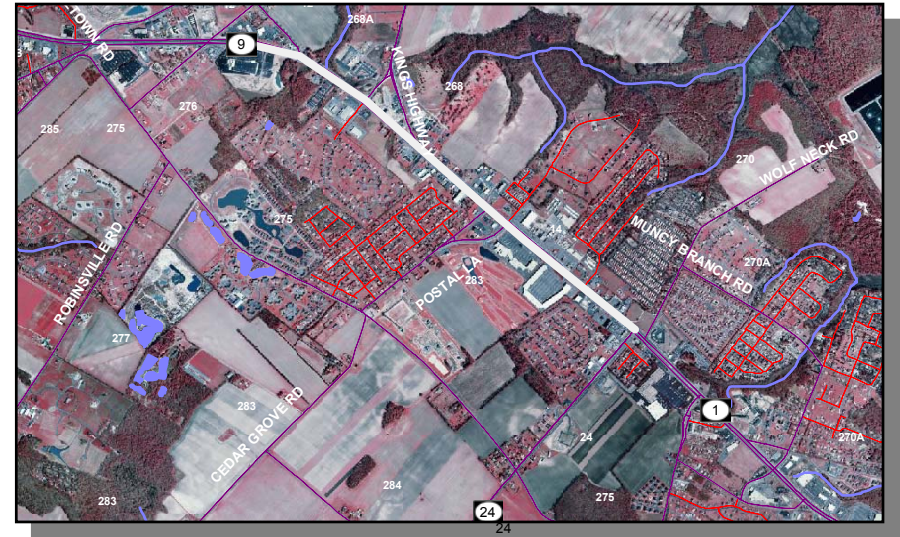 TOWN RD
9
268A
KINGS HIGHWAY
268
276
285
275
270
WOLF NECK RD
275
14
MUNCY BRANCH RD
270A
ROBINSVILLE RD
POSTAL LA
283
277
283
CEDAR GROVE RD
1
24
270A
284
275
283
24
24